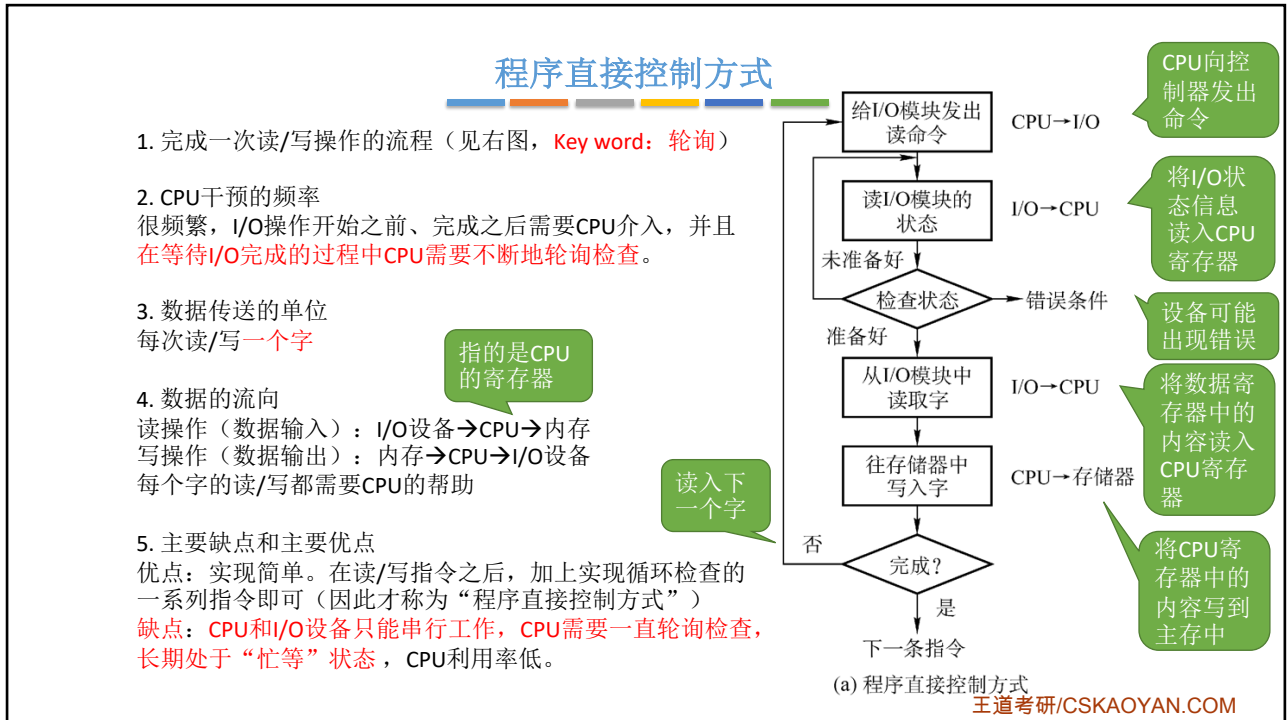 程序直接控制方式
1. 完成一次读/写操作的流程（见右图，Key word：轮询）
2. CPU干预的频率
很频繁，I/O操作开始之前、完成之后需要CPU介入，并且
在等待I/O完成的过程中CPU需要不断地轮询检查。
3. 数据传送的单位
每次读/写一个字
指的是CPU
的寄存器
4. 数据的流向
读操作（数据输入）：I/O设备→CPU→内存
写操作（数据输出）：内存→CPU→I/O设备
每个字的读/写都需要CPU的帮助
5. 主要缺点和主要优点
优点：实现简单。在读/写指令之后，加上实现循环检查的
一系列指令即可（因此才称为“程序直接控制方式”）
缺点：CPU和I/O设备只能串行工作，CPU需要一直轮询检查，
长期处于“忙等”状态，CPU利用率低。
给I/O模块发出
读命令
CPU→I/O
CPU向控
制器发出
命令
读I/O模块的
状态
I/O→CPU
将I/O状
态信息
读入CPU
寄存器
未准备好
检查状态
错误条件
设备可能
出现错误
准备好
从I/O模块中
读取字
I/O→CPU
将数据寄
存器中的
内容读入
CPU寄存
器
往存储器中
写入字
CPU→存储器
将CPU寄
存器中的
内容写到
主存中
读入下
一个字
否
完成?
是
下一条指令
(a) 程序直接控制方式
王道考研/CSKAOYAN.COM